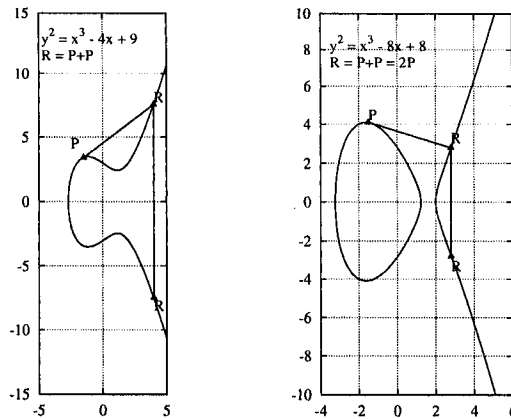 15
y² = x³ - 4x + 9
R = P+P
10
R
5
P
0
-5
R
-10
-15
-5 0 5
10
y² = x³ - 8x + 8
8
R = P+P = 2P
6
P
4
R
2
0
-2
R
-4
-6
-8
-10
-4 -2 0 2 4 6